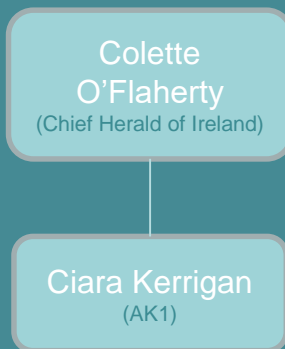 Colette
O’Flaherty
(Chief Herald of Ireland)
Ciara Kerrigan
(AK1)